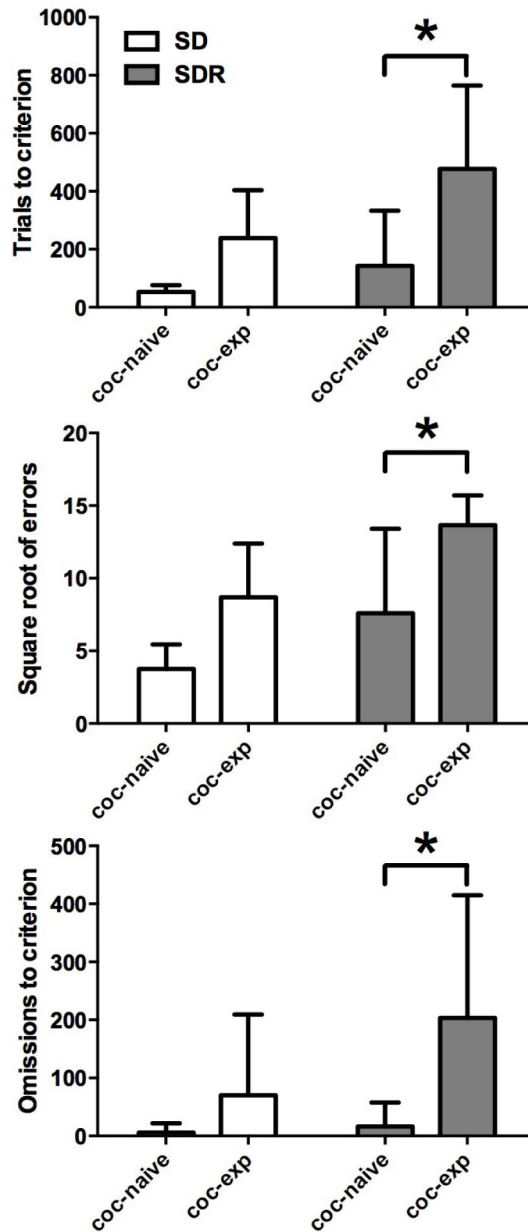 Trials to criterion
1000
800
600
400
200
0
SD
SDR
*
coc-naive
coc-exp
coc-naive
coc-exp
Square root of errors
20
15
10
5
0
*
coc-naive
coc-exp
coc-naive
coc-exp
Omissions to criterion
500
400
300
200
100
0
*
coc-naive
coc-exp
coc-naive
coc-exp